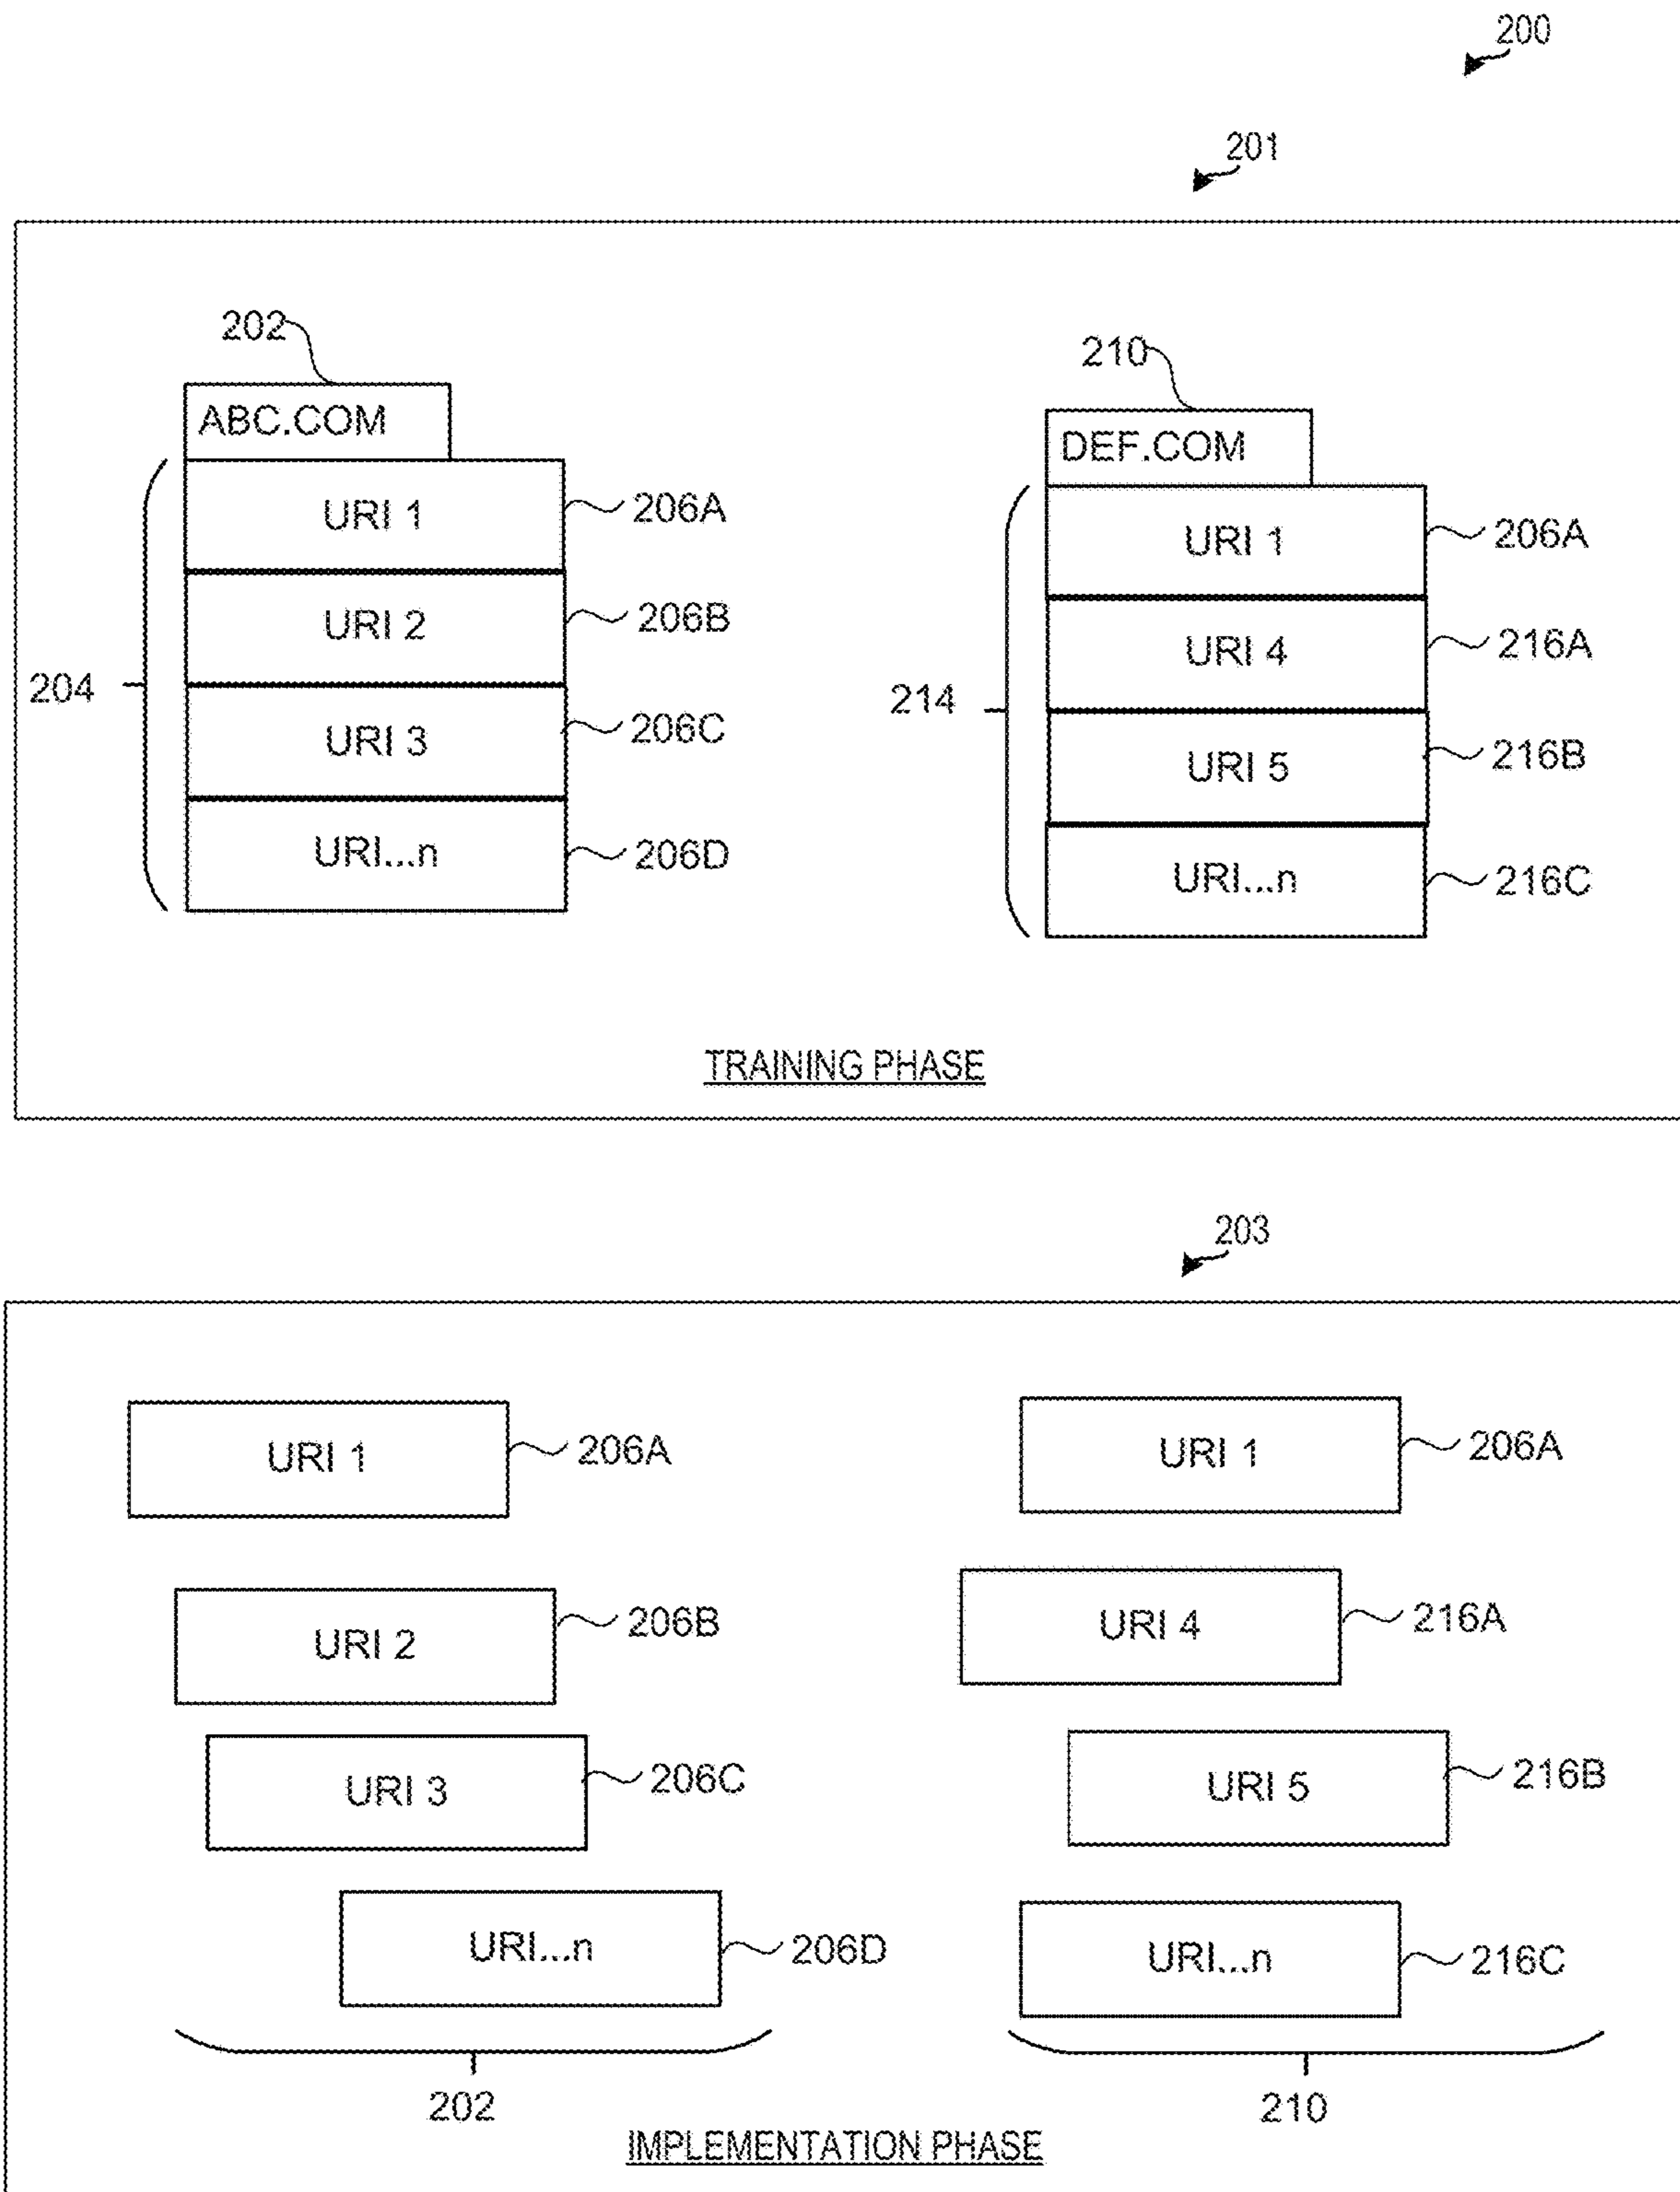 200
201
202
ABC.COM
URI 1
206A
URI 2
206B
204
URI 3
206C
URI...n
206D
210
DEF.COM
URI 1
206A
URI 4
216A
214
URI 5
216B
URI...n
216C
TRAINING PHASE
203
URI 1
206A
URI 2
206B
URI 3
206C
URI...n
206D
202
URI 1
206A
URI 4
216A
URI 5
216B
URI...n
216C
210
IMPLEMENTATION PHASE